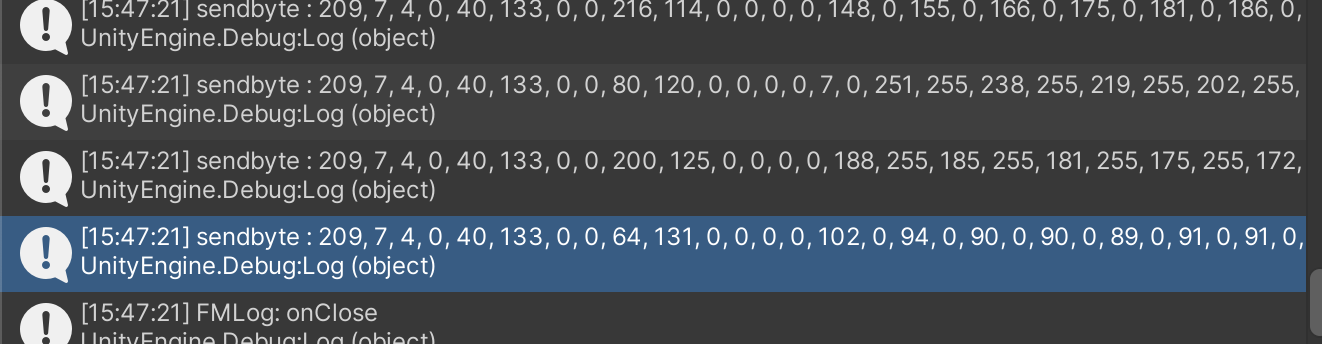 [15:47:21] sendbyte : 209, 7, 4, 0, 40, 133, 0, 0, 216, 114, 0, 0, 0, 0, 148, 0, 155, 0, 166, 0, 175, 0, 181, 0, 186, 0,
UnityEngine.Debug:Log (object)
[15:47:21] sendbyte : 209, 7, 4, 0, 40, 133, 0, 0, 80, 120, 0, 0, 0, 0, 7, 0, 251, 255, 238, 255, 219, 255, 202, 255,
UnityEngine.Debug:Log (object)
[15:47:21] sendbyte : 209, 7, 4, 0, 40, 133, 0, 0, 200, 125, 0, 0, 0, 0, 188, 255, 185, 255, 181, 255, 175, 255, 172,
UnityEngine.Debug:Log (object)
[15:47:21] sendbyte : 209, 7, 4, 0, 40, 133, 0, 0, 64, 131, 0, 0, 0, 0, 102, 0, 94, 0, 90, 0, 90, 0, 89, 0, 91, 0, 91, 0,
UnityEngine.Debug:Log (object)
[15:47:21] FMLog: onClose
UnityEngine.Debug:Log (object)